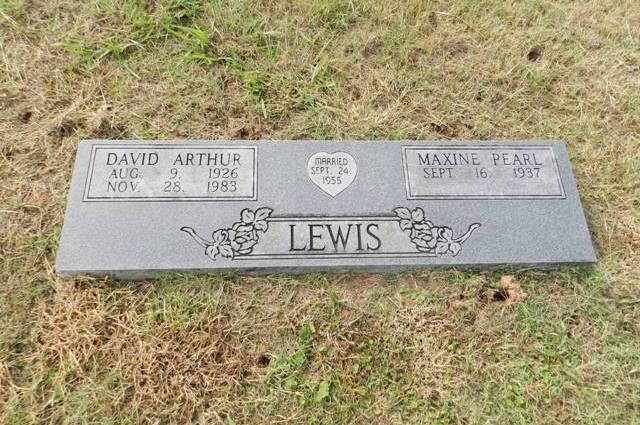 DAVID ARTHUR
AUG. 9, 1926
NOV. 28, 1983
MARRIED
SEPT. 24,
1955
MAXINE PEARL
SEPT. 16, 1937
LEWIS